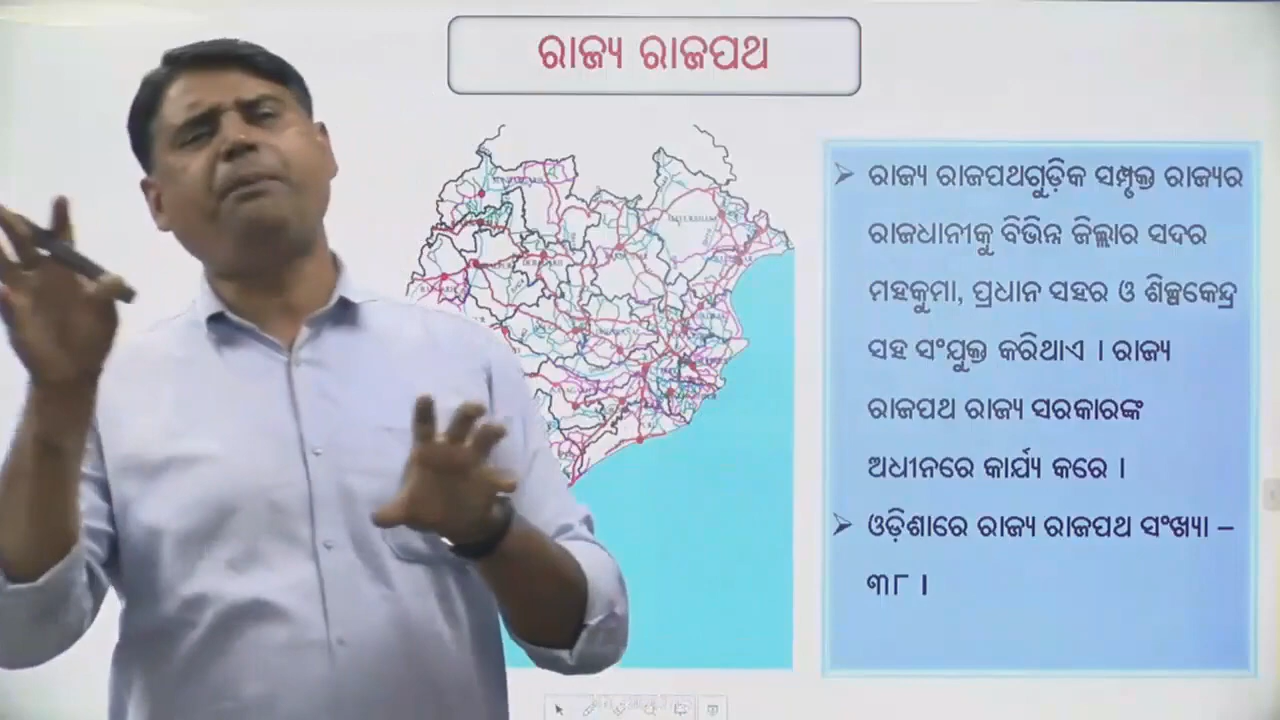 ରାଜ୍ୟ ରାଜପଥ
ରାଜ୍ୟ ରାଜପଥଗୁଡ଼ିକ ସମ୍ପୃକ୍ତ ରାଜ୍ୟର
ରାଜଧାନୀକୁ ବିଭିନ୍ନ ଜିଲ୍ଲାର ସଦର
ମହକୁମା, ପ୍ରଧାନ ସହର ଓ ଶିଳ୍ପକେନ୍ଦ୍ର
ସହ ସଂଯୁକ୍ତ କରିଥାଏ । ରାଜ୍ୟ
ରାଜପଥ ରାଜ୍ୟ ସରକାରଙ୍କ
ଅଧୀନରେ କାର୍ଯ୍ୟ କରେ ।
ଓଡ଼ିଶାରେ ରାଜ୍ୟ ରାଜପଥ ସଂଖ୍ୟା –
୩୮ ।